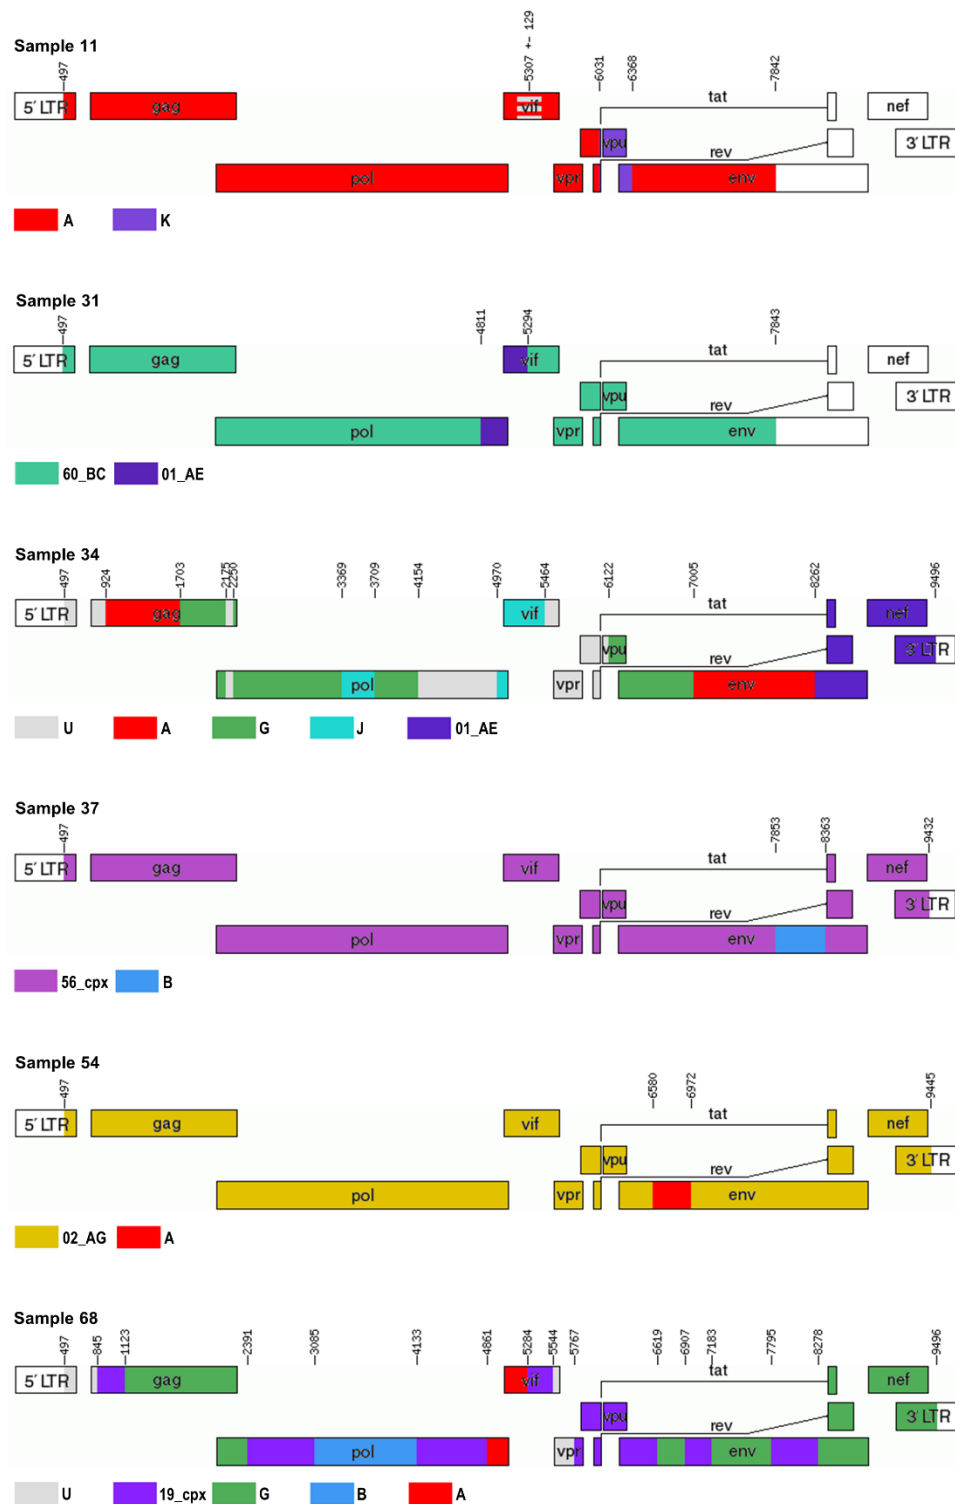 Sample 11
497 5307 +- 129 6031 6368 7842
5' LTR gag vif tat nef
vpu rev 3' LTR
pol vpr env
A K
Sample 31
497 4811 5294 7843
5' LTR gag vif tat nef
vpu rev 3' LTR
pol vpr env
60_BC 01_AE
Sample 34
497 924 1703 2175 2250 3369 3709 4154 4970 5464 6122 7005 8262 9496
5' LTR gag vif tat nef
vpu rev 3' LTR
pol vpr env
U A G J 01_AE
Sample 37
497 7853 8363 9432
5' LTR gag vif tat nef
vpu rev 3' LTR
pol vpr env
56_cpx B
Sample 54
497 6580 6972 9445
5' LTR gag vif tat nef
vpu rev 3' LTR
pol vpr env
02_AG A
Sample 68
497 845 1123 2391 3085 4133 4861 5284 5544 5767 6619 6907 7183 7795 8278 9496
5' LTR gag vif tat nef
vpu rev 3' LTR
pol vpr env
U 19_cpx G B A